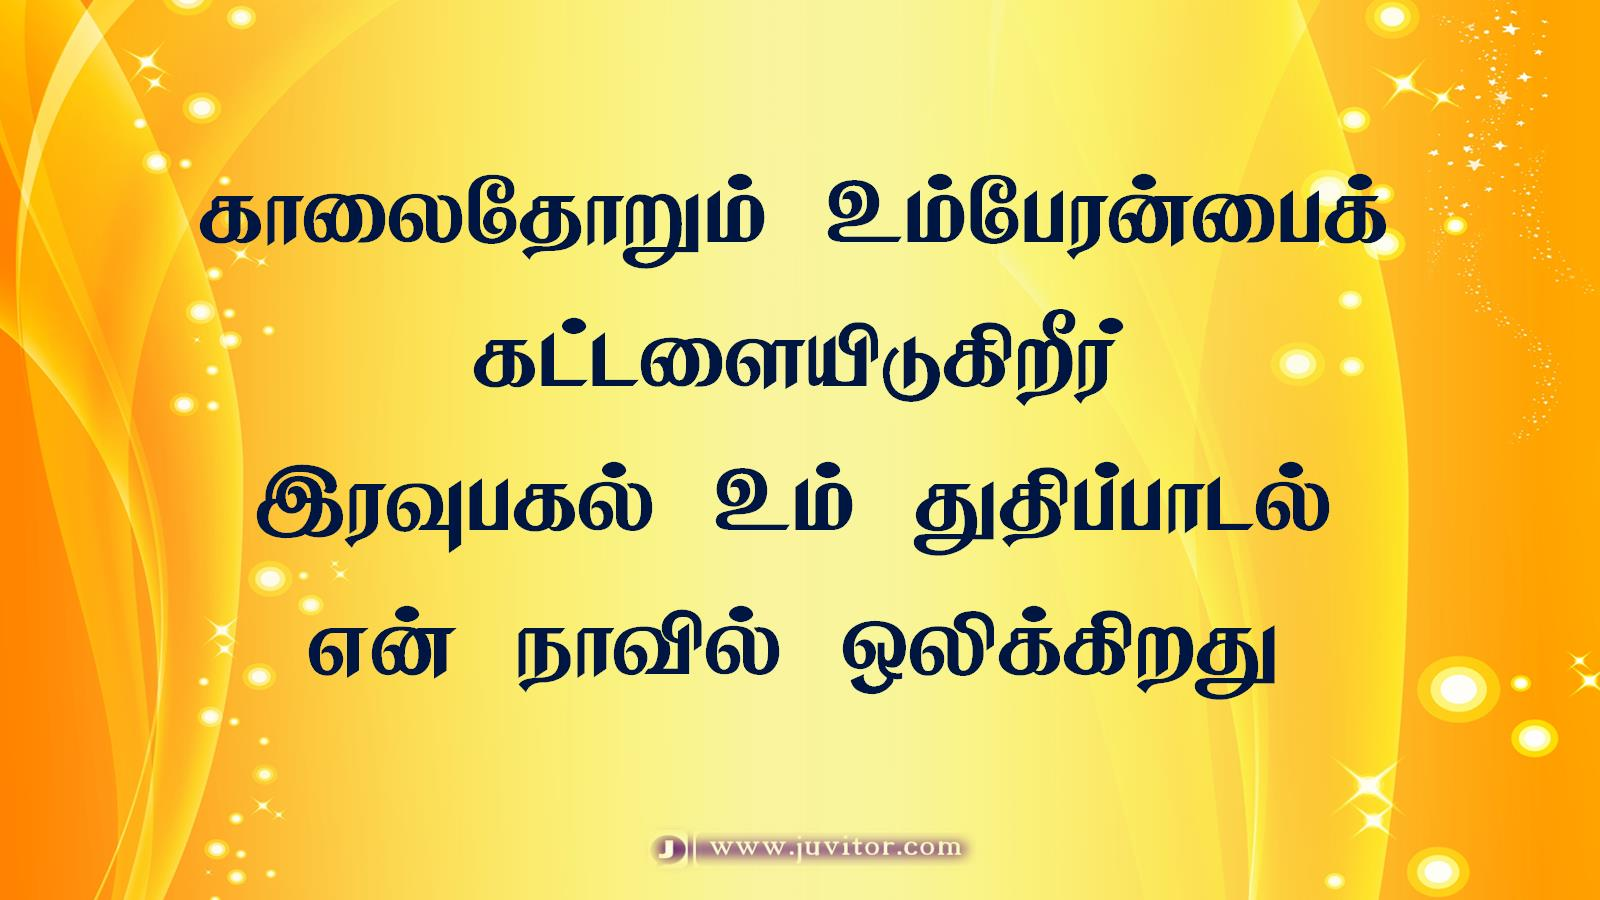 காலைதோறும் உம்பேரன்பைக்
கட்டளையிடுகிறீர்
இரவுபகல் உம் துதிப்பாடல்
என் நாவில் ஒலிக்கிறது
J www.juvitor.com